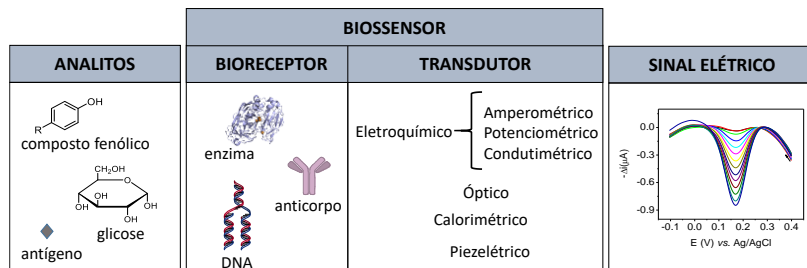 BIOSSENSOR
ANALITOS
BIORECEPTOR
TRANSDUTOR
SINAL ELÉTRICO
OH
R
composto fenólico
CH₂OH
O
OH
OH
OH
OH
glicose
antígeno
enzima
anticorpo
DNA
Eletroquímico
Amperométrico
Potenciométrico
Condutimétrico
Óptico
Calorimétrico
Piezelétrico
-Δi(μA)
0.0
-0.3
-0.6
-0.9
-0.1 0.0 0.1 0.2 0.3 0.4
E (V) vs. Ag/AgCl